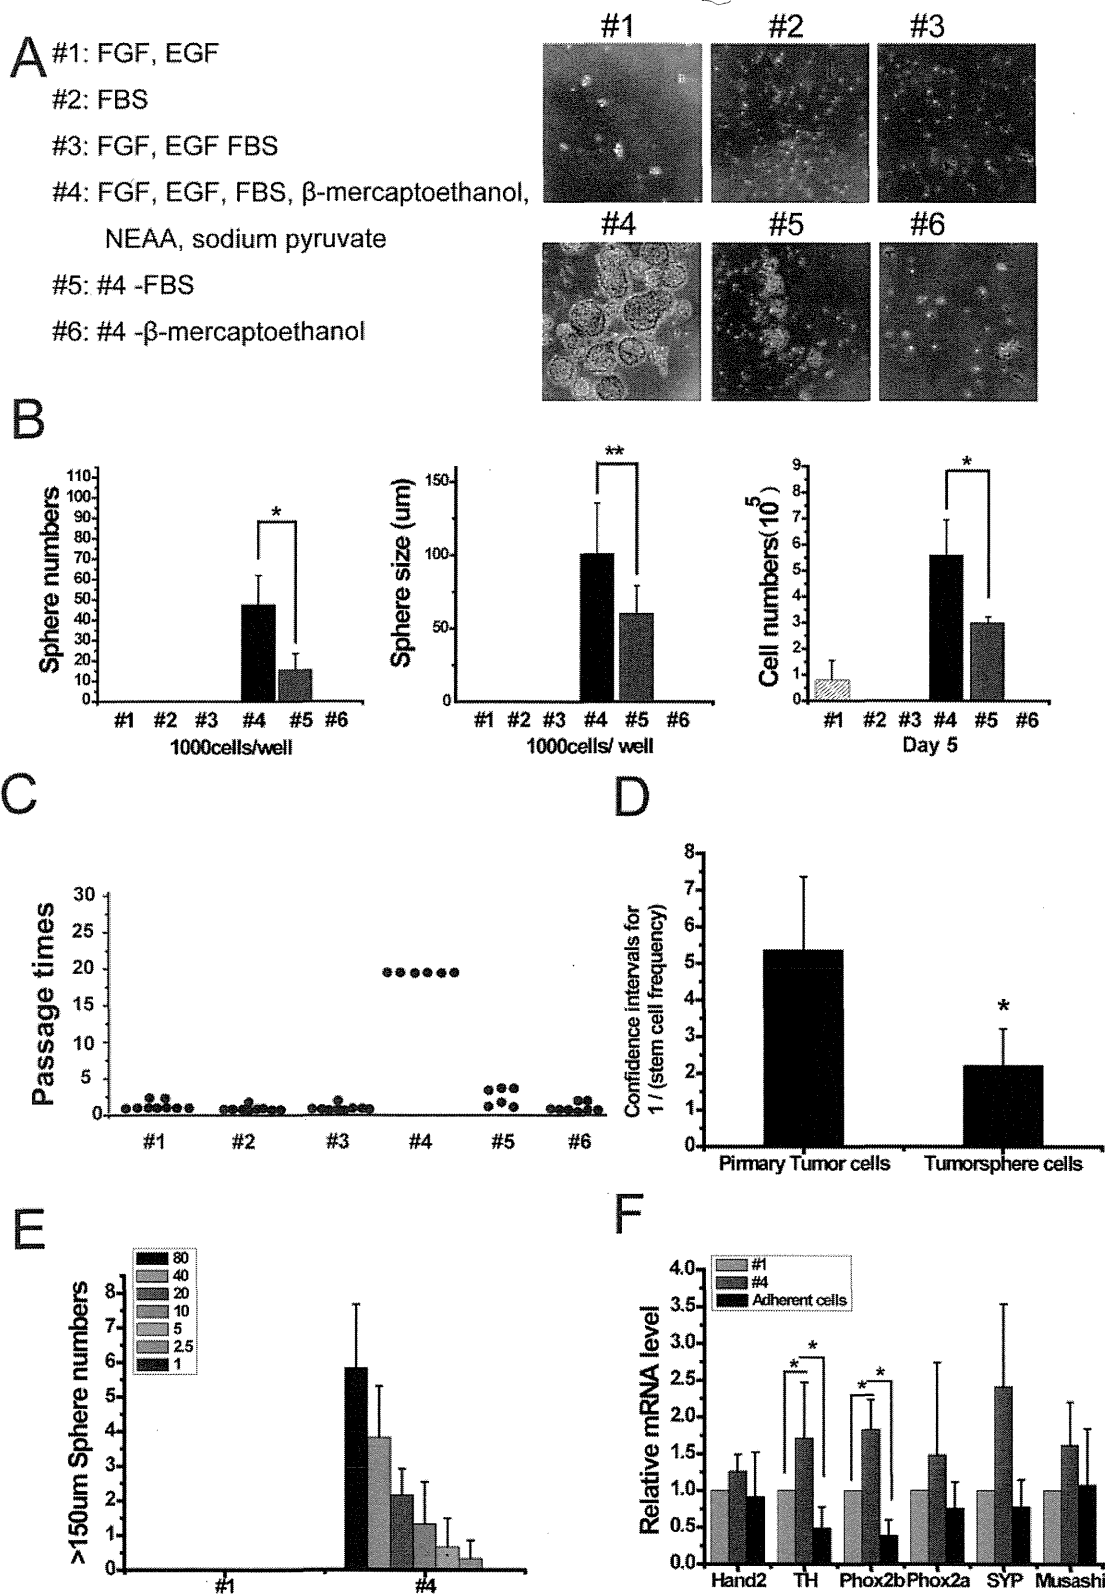 A
#1: FGF, EGF
#2: FBS
#3: FGF, EGF FBS
#4: FGF, EGF, FBS, β-mercaptoethanol,
NEAA, sodium pyruvate
#5: #4 -FBS
#6: #4 -β-mercaptoethanol
#1 #2 #3
#4 #5 #6
B
Sphere numbers
110
100
90
80
70
60
50
40
30
20
10
0
*
#1 #2 #3 #4 #5 #6
1000cells/well
Sphere size (um)
150
100
50
0
**
#1 #2 #3 #4 #5 #6
1000cells/ well
Cell numbers(10^5)
9
8
7
6
5
4
3
2
1
0
*
#1 #2 #3 #4 #5 #6
Day 5
C
Passage times
30
25
20
15
10
5
0
#1 #2 #3 #4 #5 #6
D
Confidence intervals for
1 / (stem cell frequency)
8
7
6
5
4
3
2
1
0
*
Pirmary Tumor cells Tumorsphere cells
E
>150um Sphere numbers
8
7
6
5
4
3
2
1
0
80
40
20
10
5
2.5
1
#1 #4
F
Relative mRNA level
4.0
3.5
3.0
2.5
2.0
1.5
1.0
0.5
0.0
#1
#4
Adherent cells
* *
* *
Hand2 TH Phox2b Phox2a SYP Musashi